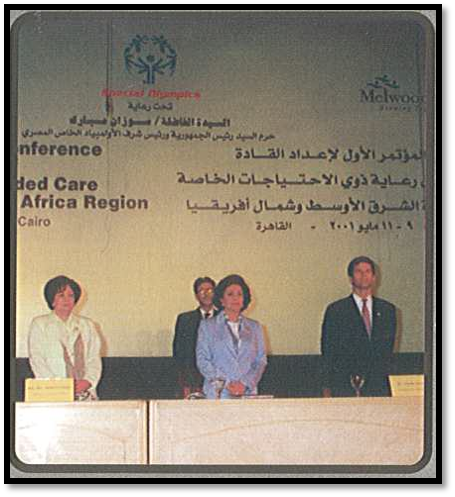 Special Olympics
Melwood
تحت رعاية
السيدة الفاضلة / سوزان مبارك
حرم السيد رئيس الجمهورية ورئيس شرف الأولمبياد الخاص المصرى
onference
المؤتمر الأول لإعداد القادة
ded Care
رعاية ذوي الاحتياجات الخاصة
Africa Region
الشرق الأوسط وشمال أفريقيا
Cairo
٩ - ١١ مايو ٢٠٠١ - القاهرة